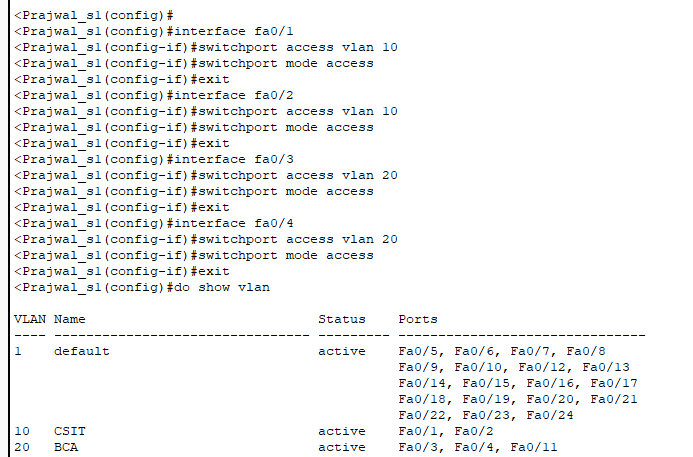 <Prajwal_s1(config)#
<Prajwal_s1(config)#interface fa0/1
<Prajwal_s1(config-if)#switchport access vlan 10
<Prajwal_s1(config-if)#switchport mode access
<Prajwal_s1(config-if)#exit
<Prajwal_s1(config)#interface fa0/2
<Prajwal_s1(config-if)#switchport access vlan 10
<Prajwal_s1(config-if)#switchport mode access
<Prajwal_s1(config-if)#exit
<Prajwal_s1(config)#interface fa0/3
<Prajwal_s1(config-if)#switchport access vlan 20
<Prajwal_s1(config-if)#switchport mode access
<Prajwal_s1(config-if)#exit
<Prajwal_s1(config)#interface fa0/4
<Prajwal_s1(config-if)#switchport access vlan 20
<Prajwal_s1(config-if)#switchport mode access
<Prajwal_s1(config-if)#exit
<Prajwal_s1(config)#do show vlan

VLAN Name                             Status    Ports
---- -------------------------------- --------- -------------------------------
1    default                          active    Fa0/5, Fa0/6, Fa0/7, Fa0/8
                                                Fa0/9, Fa0/10, Fa0/12, Fa0/13
                                                Fa0/14, Fa0/15, Fa0/16, Fa0/17
                                                Fa0/18, Fa0/19, Fa0/20, Fa0/21
                                                Fa0/22, Fa0/23, Fa0/24
10   CSIT                             active    Fa0/1, Fa0/2
20   BCA                              active    Fa0/3, Fa0/4, Fa0/11